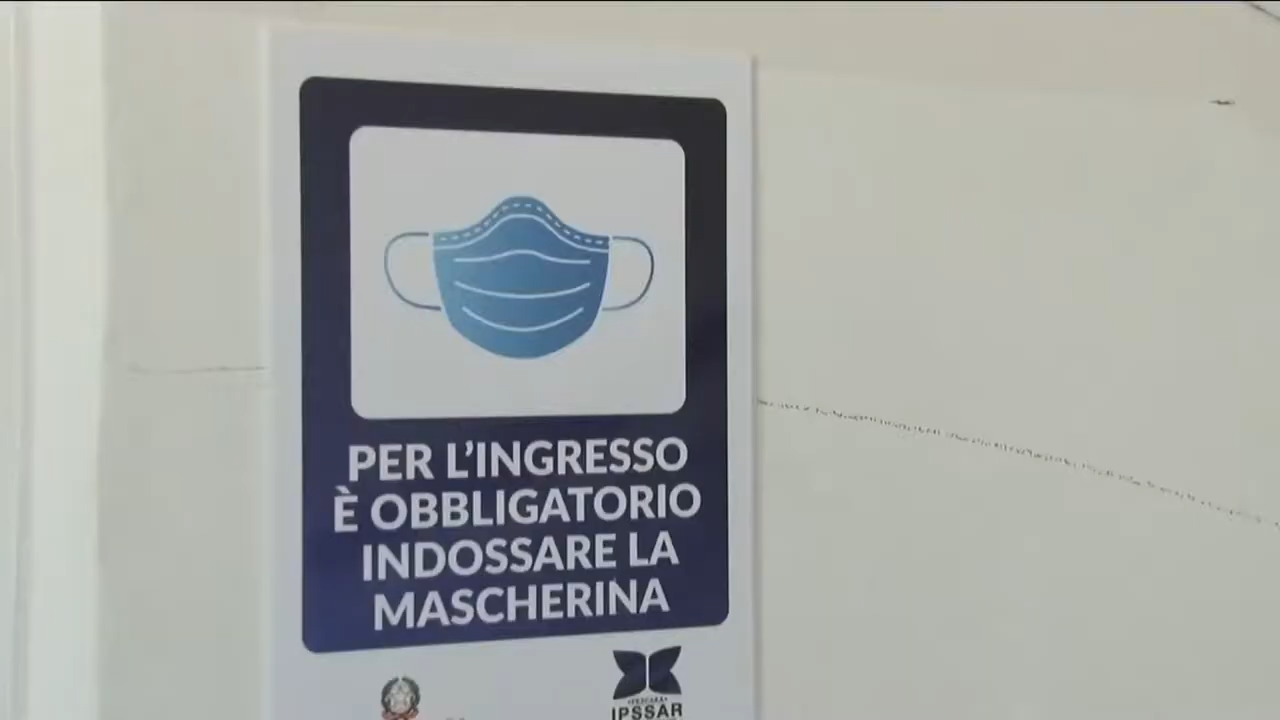 PER L'INGRESSO
È OBBLIGATORIO
INDOSSARE LA
MASCHERINA
IPSSAR